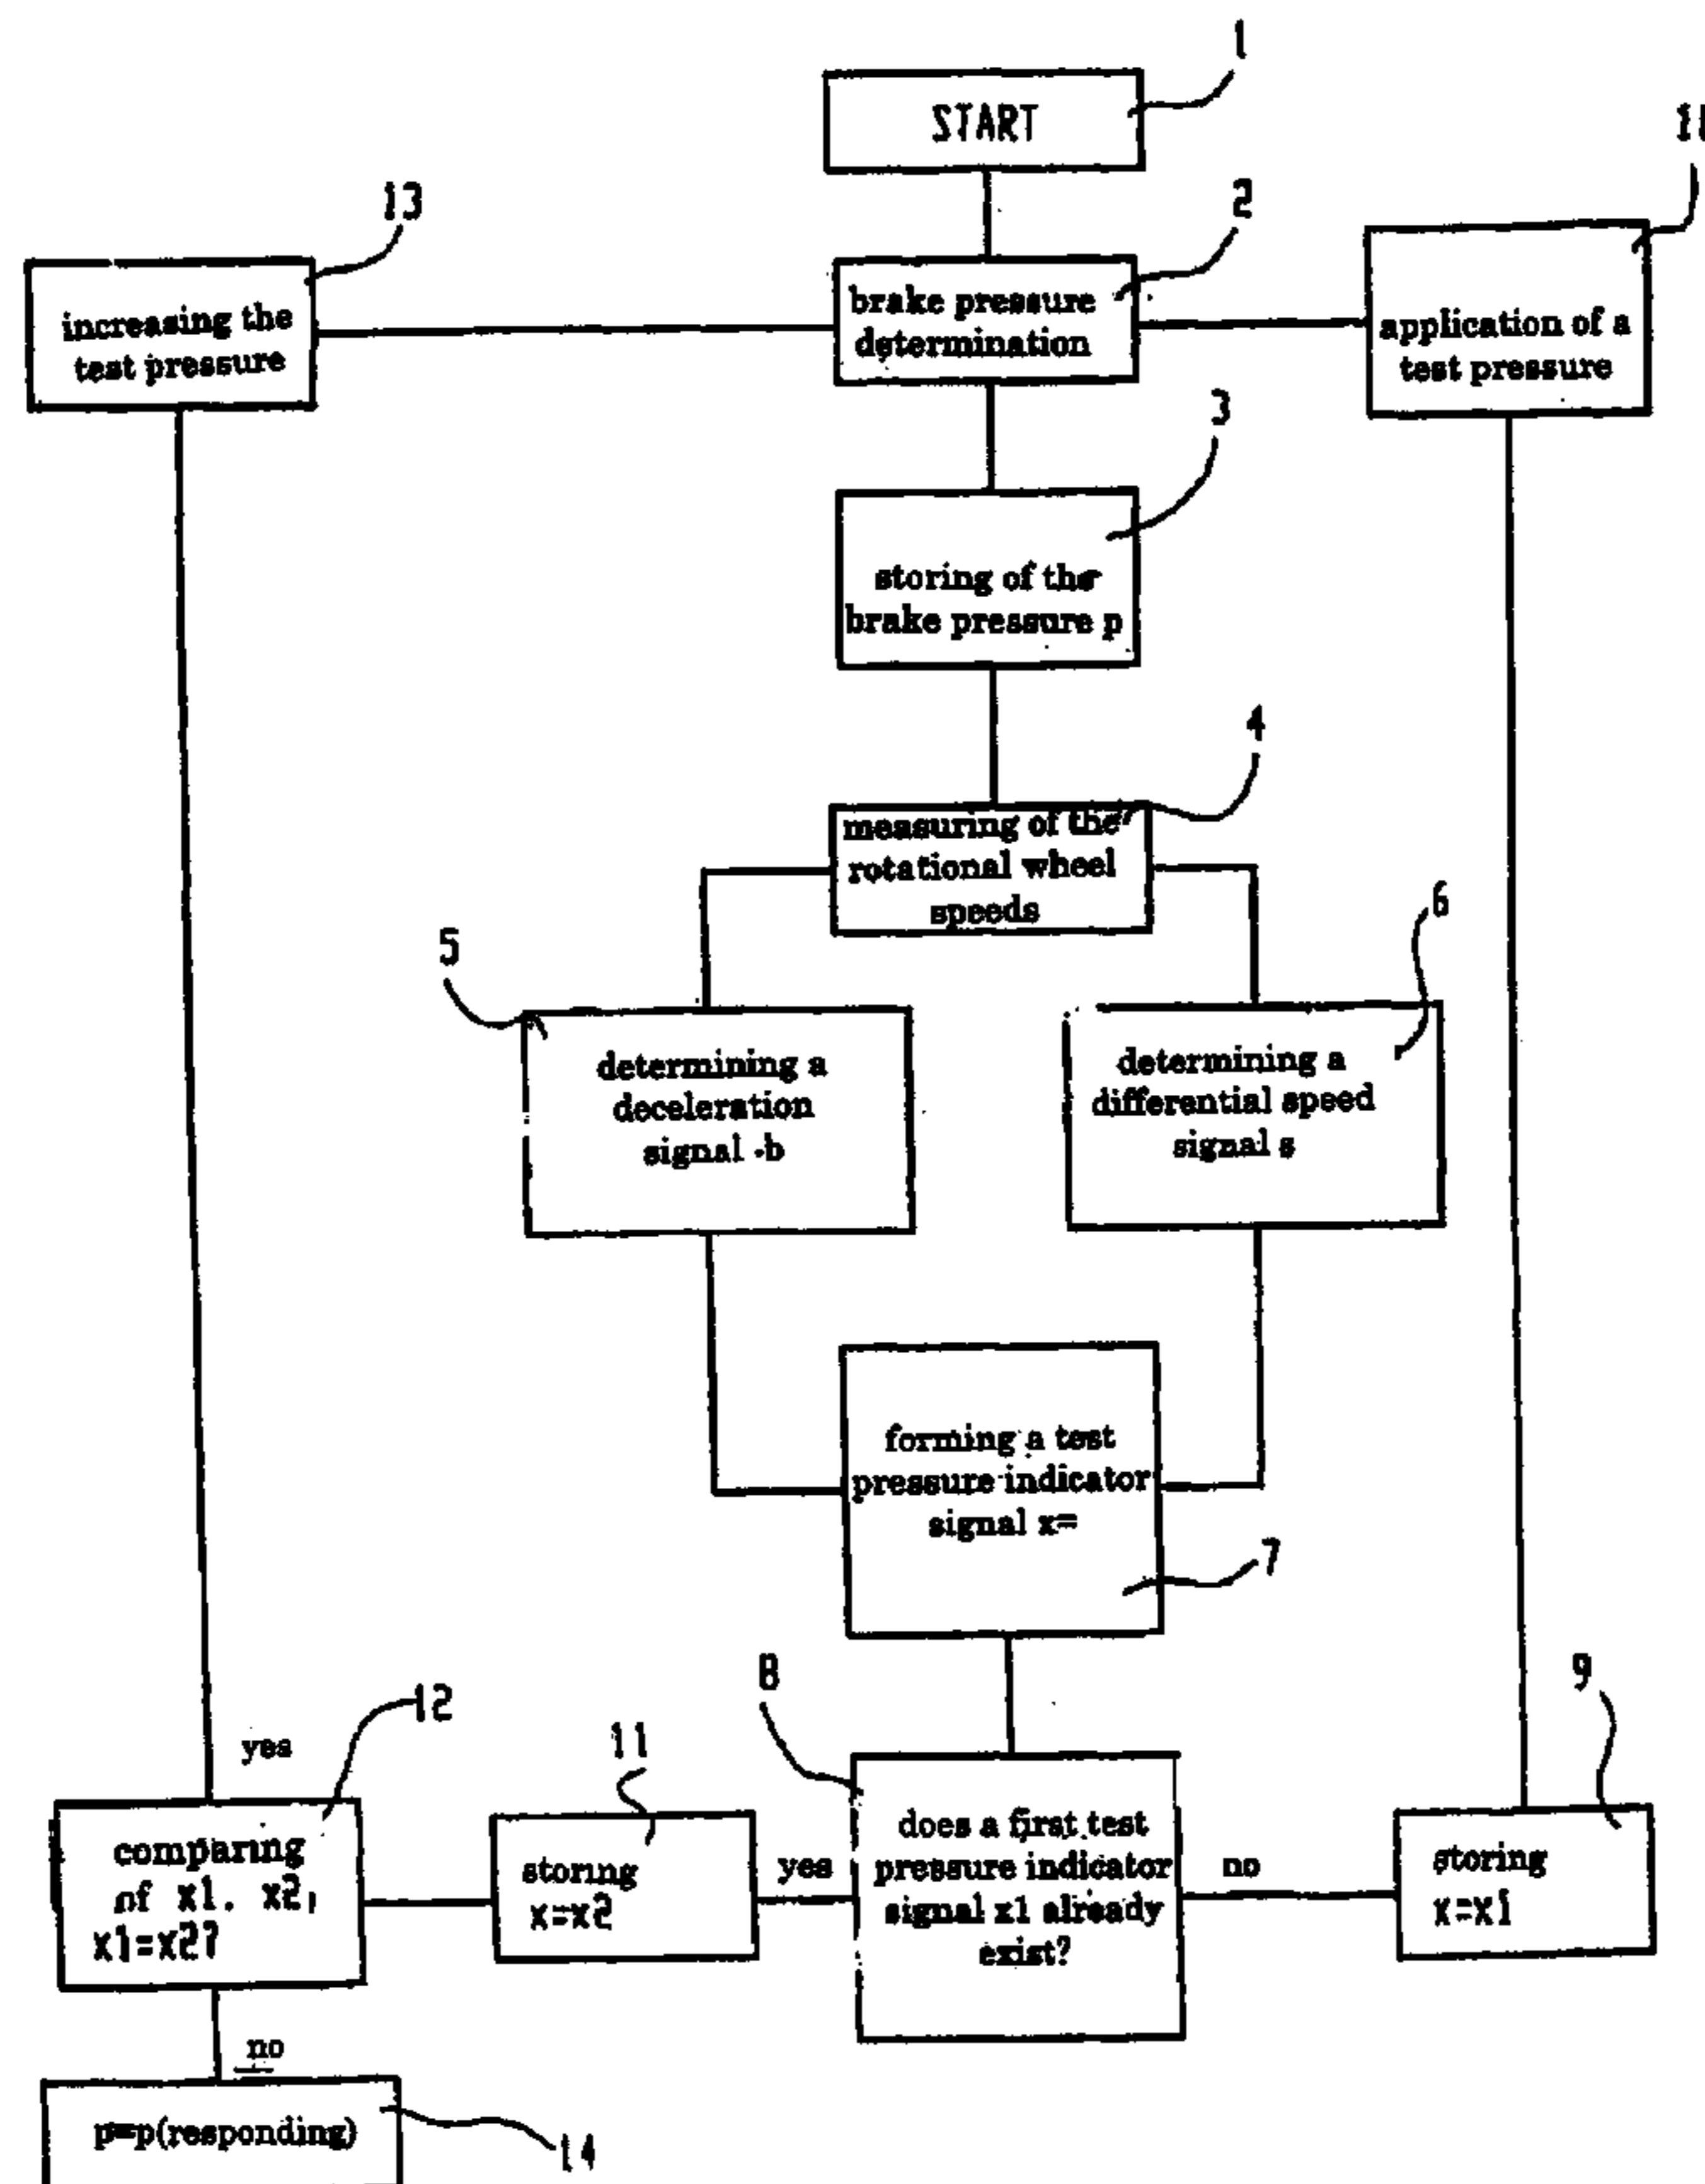 1
START
13
2
11
increasing the
test pressure
brake pressure
determination
application of a
test pressure
3
storing of the
brake pressure p
4
measuring of the
rotational wheel
speeds
5
6
determining a
deceleration
signal -b
determining a
differential speed
signal s
forming a test
pressure indicator
signal x=
7
8
9
12
11
yes
comparing
of x1, x2,
x1=x2?
storing
x=x2
yes
does a first test
pressure indicator
signal x1 already
exist?
no
storing
x=x1
no
p=p(responding)
14